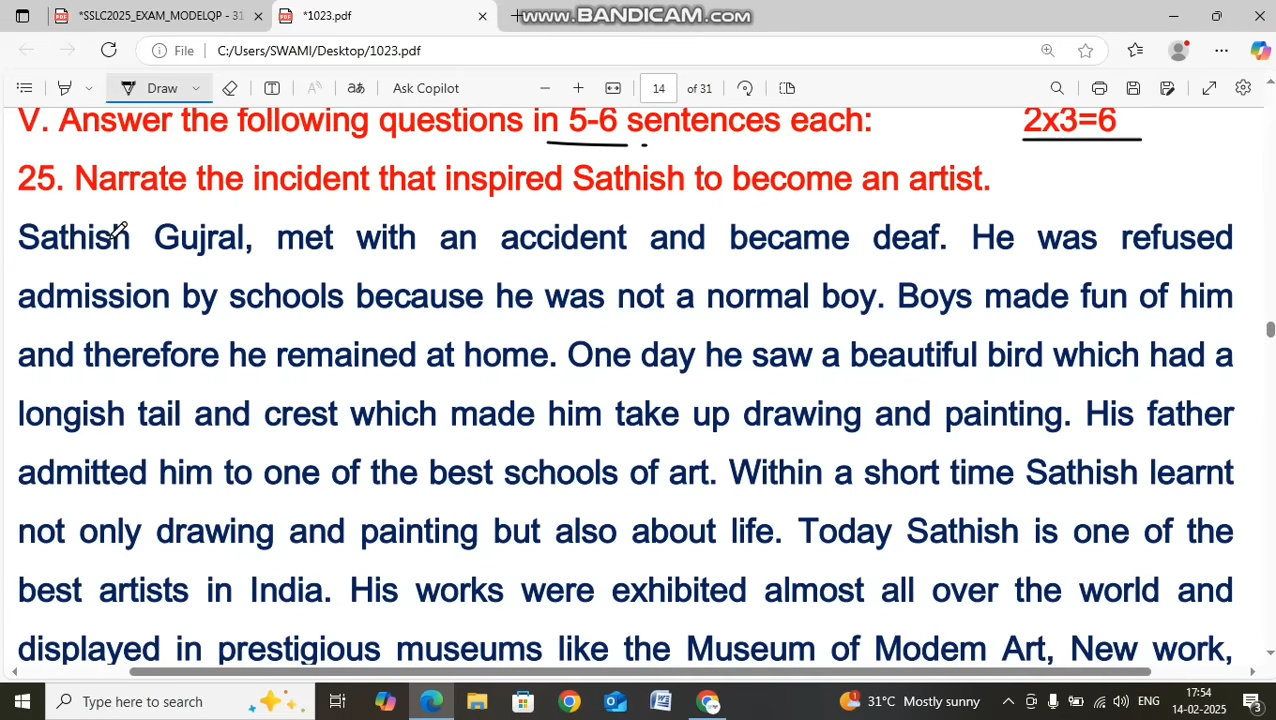 *SSLC2025_EXAM_MODELQP - 31
*1023.pdf
www.BANDICAM.com
File
C:/Users/SWAMI/Desktop/1023.pdf
Draw
Ask Copilot
14
of 31
V. Answer the following questions in 5-6 sentences each: 2x3=6
25. Narrate the incident that inspired Sathish to become an artist.
Sathish Gujral, met with an accident and became deaf. He was refused
admission by schools because he was not a normal boy. Boys made fun of him
and therefore he remained at home. One day he saw a beautiful bird which had a
longish tail and crest which made him take up drawing and painting. His father
admitted him to one of the best schools of art. Within a short time Sathish learnt
not only drawing and painting but also about life. Today Sathish is one of the
best artists in India. His works were exhibited almost all over the world and
displayed in prestigious museums like the Museum of Modem Art, New work,
Type here to search
31°C Mostly sunny
ENG
17:54
14-02-2025
3